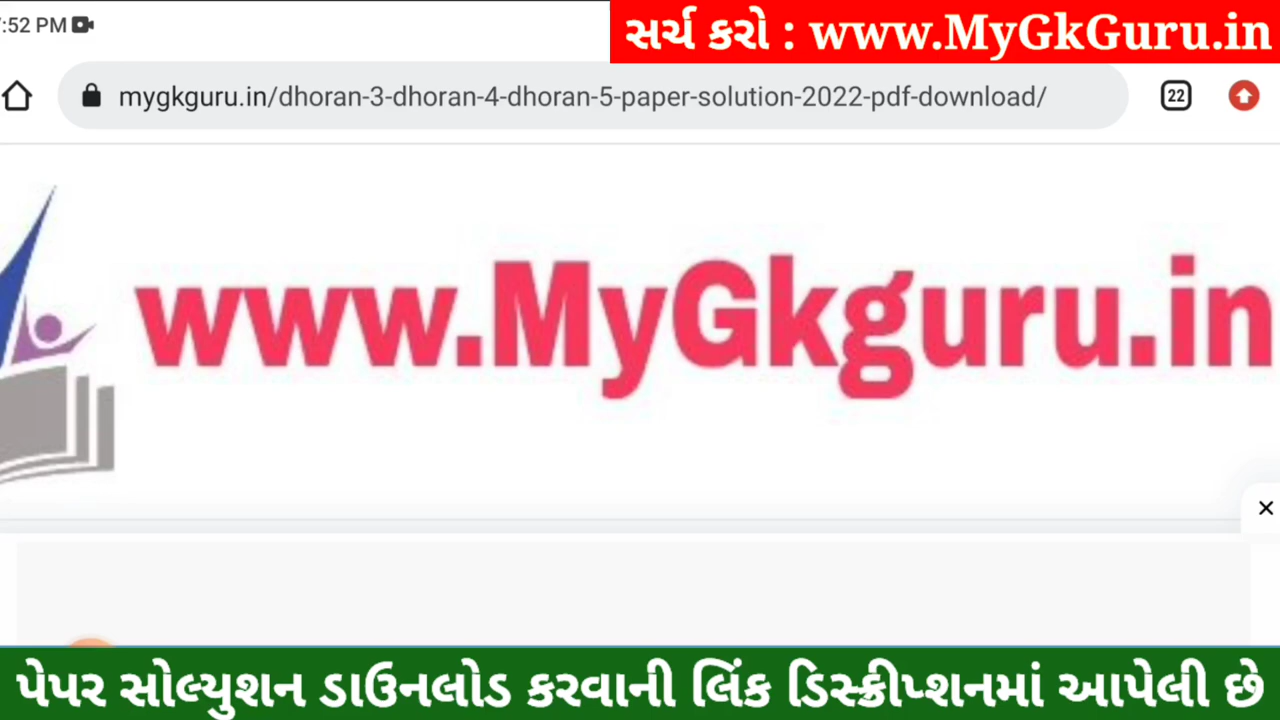 :52 PM
સર્ચ કરો : www.MyGkGuru.in
mygkguru.in/dhoran-3-dhoran-4-dhoran-5-paper-solution-2022-pdf-download/
22
www.MyGkguru.in
પેપર સોલ્યુશન ડાઉનલોડ કરવાની લિંક ડિસ્ક્રીપ્શનમાં આપેલી છે